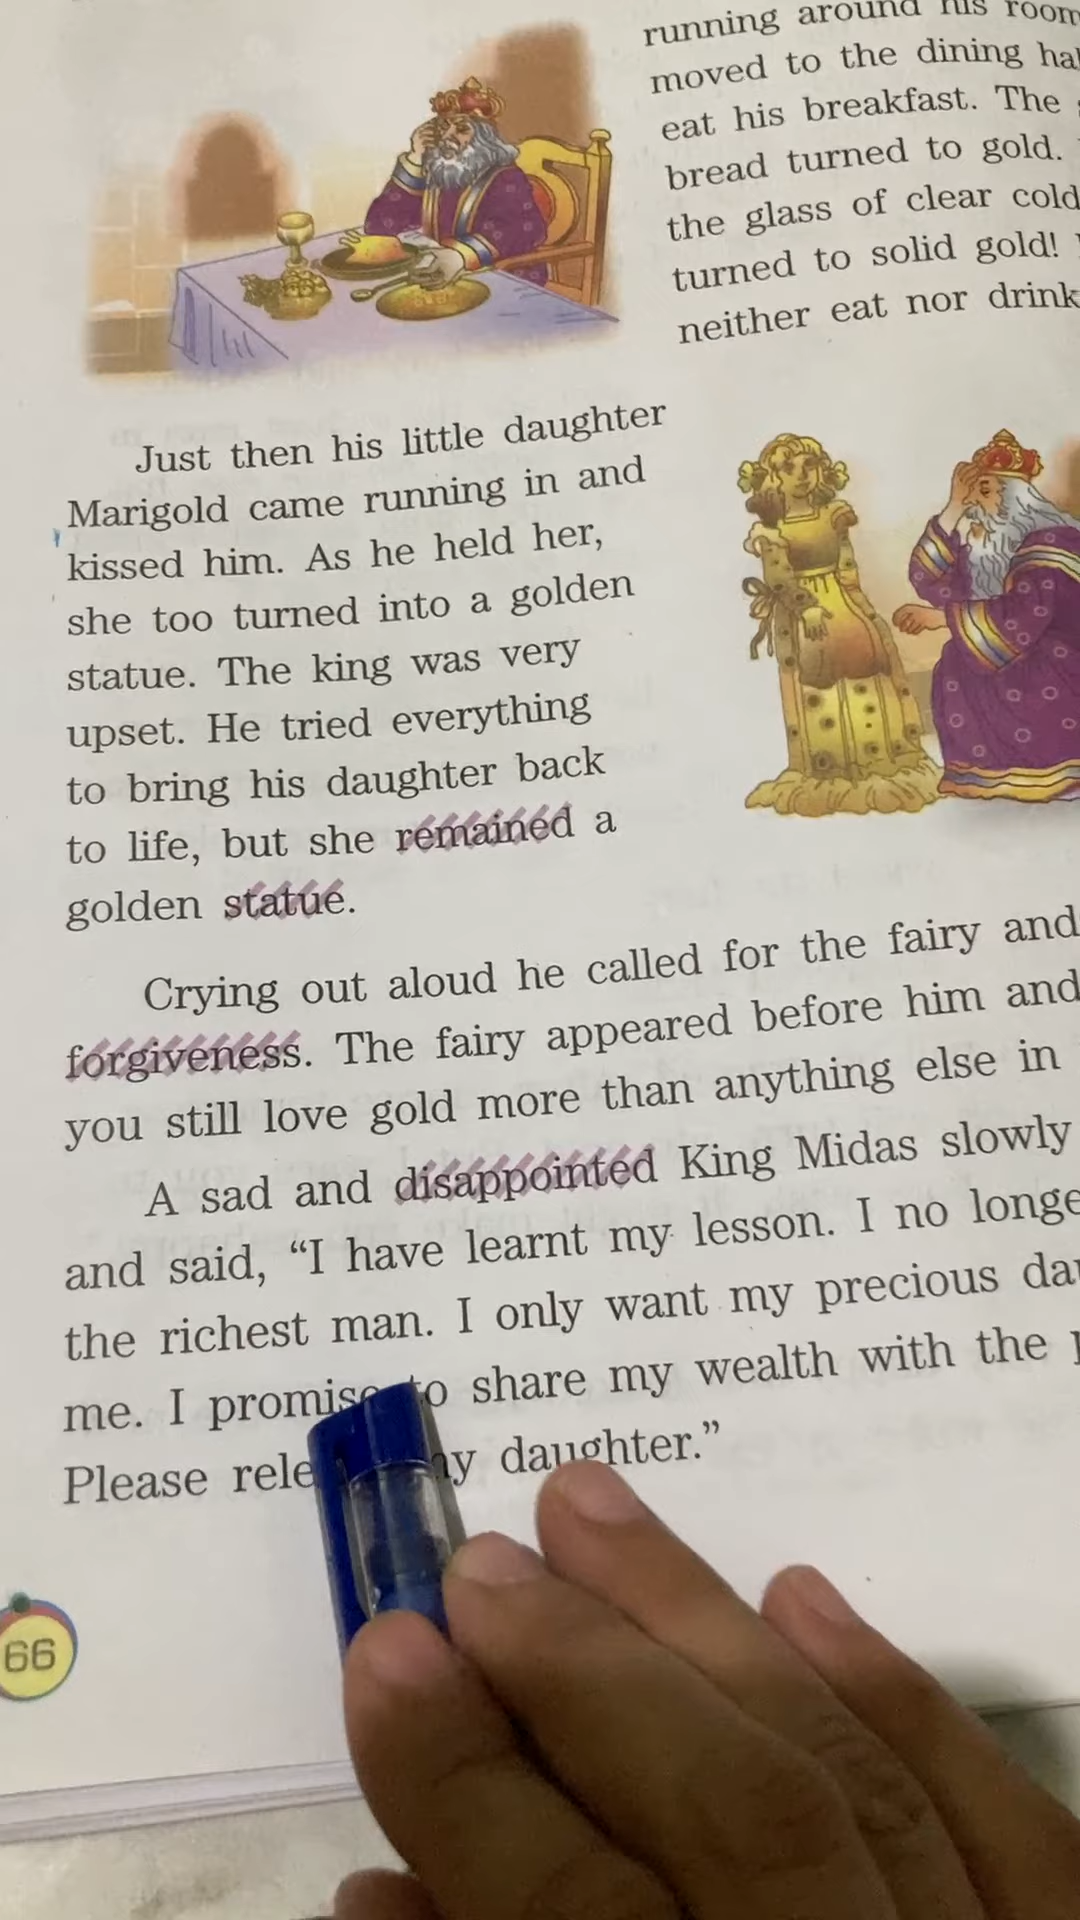 running around his room
moved to the dining
eat his breakfast. The
bread turned to gold.
the glass of clear cold
turned to solid gold!
neither eat nor drink
Just then his little daughter
Marigold came running in and
kissed him. As he held her,
she too turned into a golden
statue. The king was very
upset. He tried everything
to bring his daughter back
to life, but she remained a
golden statue.
Crying out aloud he called for the fairy and
forgiveness. The fairy appeared before him and
you still love gold more than anything else in
A sad and disappointed King Midas slowly
and said, “I have learnt my lesson. I no
the richest man. I only want my precious
me. I promise to share my wealth with the
Please daughter.”
66